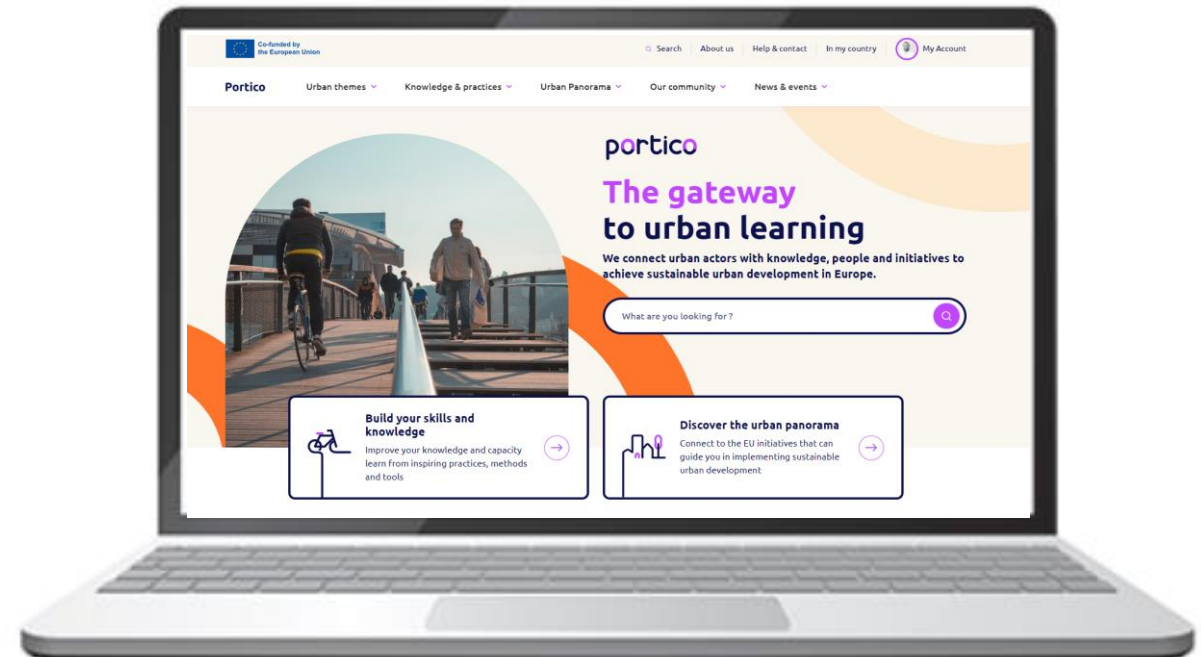 Co-funded by
the European Union
Search
About us
Help & contact
In my country
My Account
Portico
Urban themes
Knowledge & practices
Urban Panorama
Our community
News & events
portico
The gateway
to urban learning
We connect urban actors with knowledge, people and initiatives to
achieve sustainable urban development in Europe.
What are you looking for ?
Build your skills and
knowledge
Improve your knowledge and capacity
learn from inspiring practices, methods
and tools
Discover the urban panorama
Connect to the EU initiatives that can
guide you in implementing sustainable
urban development